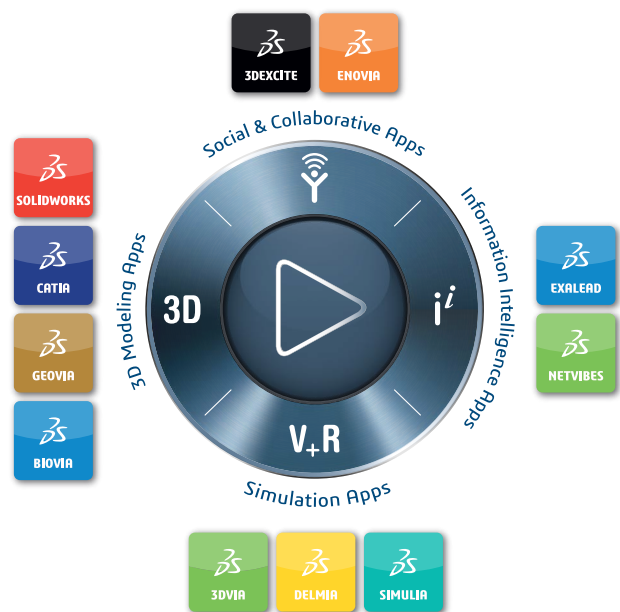 3DEXCITE
ENOVIA
Social & Collaborative Apps
SOLIDWORKS
CATIA
GEOVIA
BIOVIA
3D Modeling Apps
3D
i i
Information Intelligence Apps
EXALEAD
NETVIBES
V+R
Simulation Apps
3DVIA
DELMIA
SIMULIA